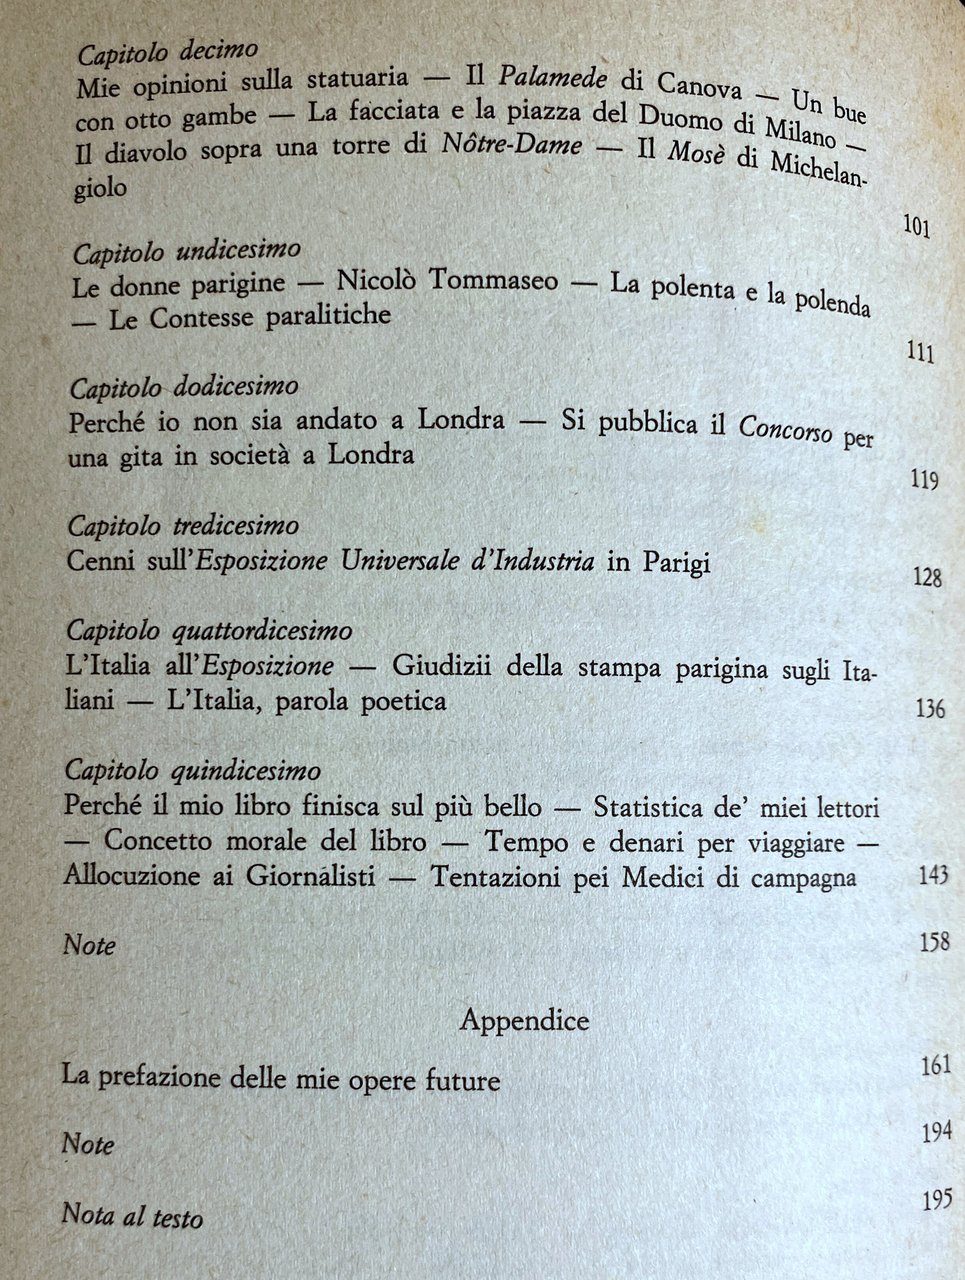 Capitolo decimo
Mie opinioni sulla statuaria — Il Palamede di Canova — Un bue
con otto gambe — La facciata e la piazza del Duomo di Milano —
Il diavolo sopra una torre di Nôtre-Dame — Il Mosè di Michelan-
giolo 101
Capitolo undicesimo
Le donne parigine — Nicolò Tommaseo — La polenta e la polenda
— Le Contesse paralitiche 111
Capitolo dodicesimo
Perché io non sia andato a Londra — Si pubblica il Concorso per
una gita in società a Londra 119
Capitolo tredicesimo
Cenni sull'Esposizione Universale d'Industria in Parigi 128
Capitolo quattordicesimo
L'Italia all'Esposizione — Giudizii della stampa parigina sugli Ita-
liani — L'Italia, parola poetica 136
Capitolo quindicesimo
Perché il mio libro finisca sul più bello — Statistica de' miei lettori
— Concetto morale del libro — Tempo e denari per viaggiare —
Allocuzione ai Giornalisti — Tentazioni pei Medici di campagna 143
Note 158
Appendice
La prefazione delle mie opere future 161
Note 194
Nota al testo 195